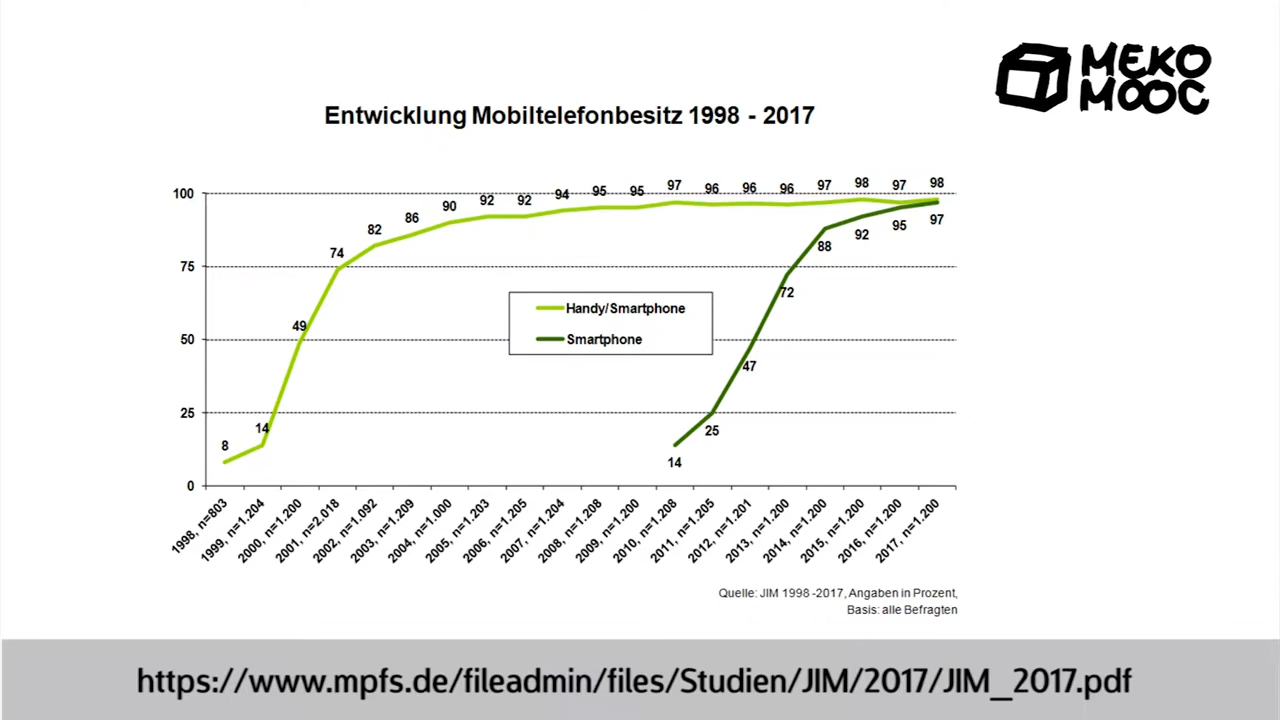 MEKO
MOOC
Entwicklung Mobiltelefonbesitz 1998 - 2017
100
75
50
25
0
8
14
49
74
82
86
90
92
92
94
95
95
97
96
96
96
97
98
97
98
14
25
47
72
88
92
95
97
Handy/Smartphone
Smartphone
1998, n=803
1999, n=1.204
2000, n=1.200
2001, n=2.018
2002, n=1.092
2003, n=1.209
2004, n=1.000
2005, n=1.203
2006, n=1.205
2007, n=1.204
2008, n=1.208
2009, n=1.200
2010, n=1.208
2011, n=1.205
2012, n=1.201
2013, n=1.200
2014, n=1.200
2015, n=1.200
2016, n=1.200
2017, n=1.200
Quelle: JIM 1998 -2017, Angaben in Prozent,
Basis: alle Befragten
https://www.mpfs.de/fileadmin/files/Studien/JIM/2017/JIM_2017.pdf